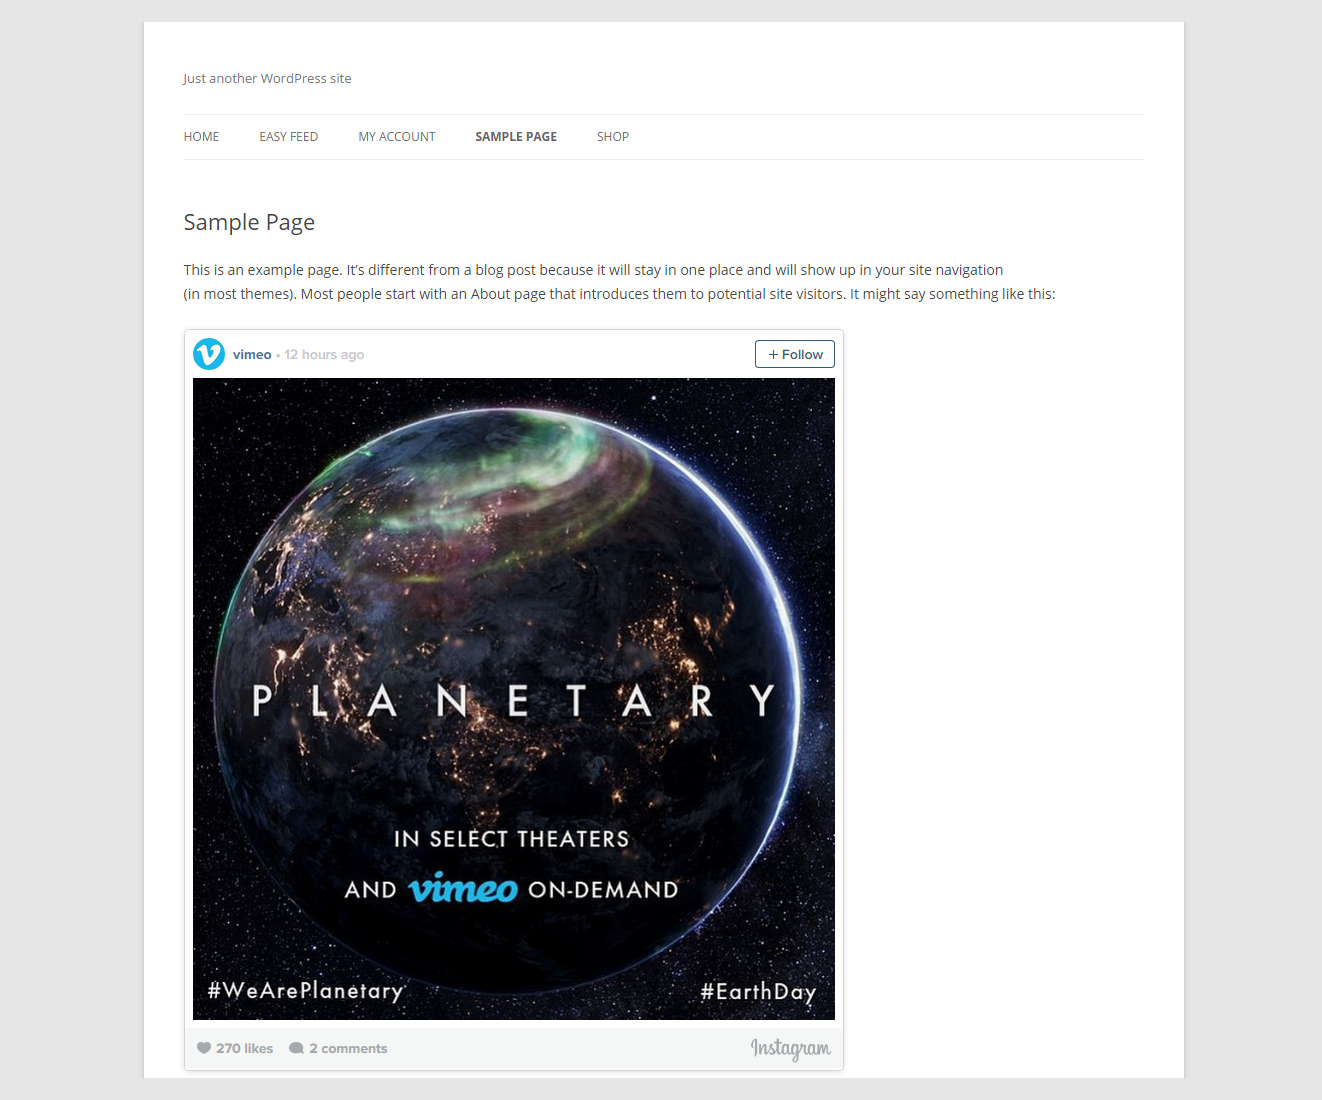 Just another WordPress site
HOME EASY FEED MY ACCOUNT SAMPLE PAGE SHOP
Sample Page
This is an example page. It’s different from a blog post because it will stay in one place and will show up in your site navigation
(in most themes). Most people start with an About page that introduces them to potential site visitors. It might say something like this:
vimeo • 12 hours ago
+ Follow
PLANETARY
IN SELECT THEATERS
AND vimeo ON-DEMAND
#WeArePlanetary #EarthDay
270 likes 2 comments Instagram